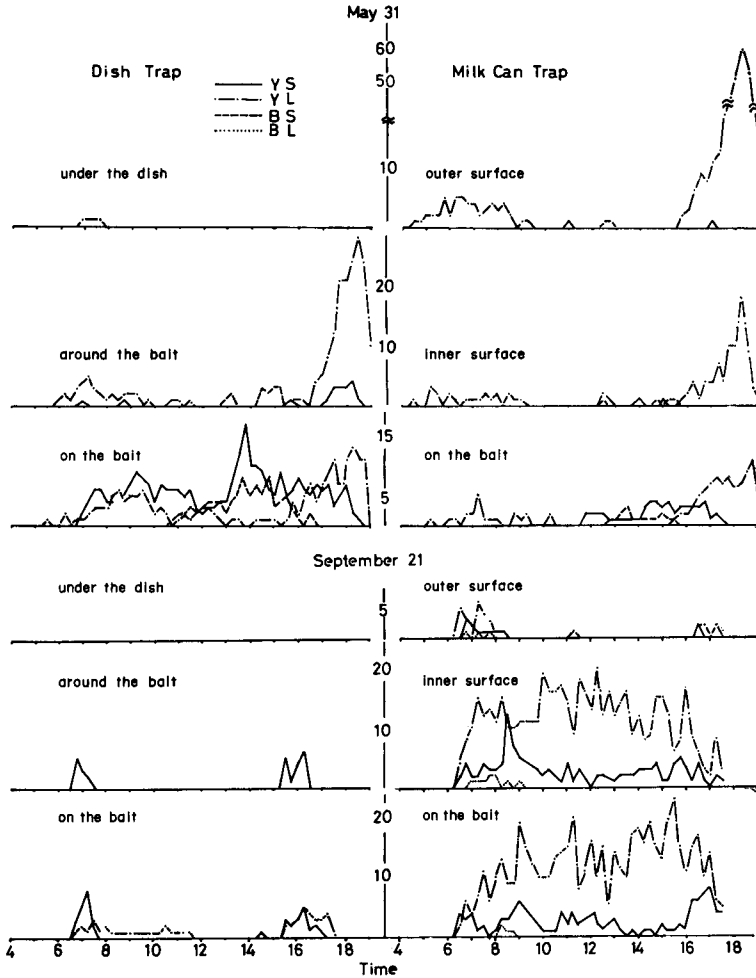 May 31
Dish Trap
Milk Can Trap
Y S
Y L
B S
B L
60
50
10
under the dish
outer surface
20
10
around the bait
inner surface
15
5
on the bait
on the bait
September 21
under the dish
outer surface
5
around the bait
inner surface
20
10
on the bait
on the bait
20
10
4 6 8 10 12 14 16 18 4 6 8 10 12 14 16 18
Time